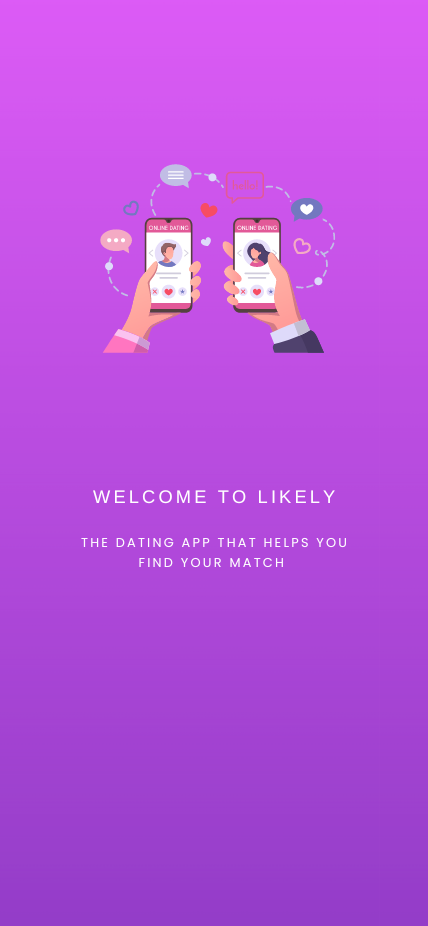 ONLINE DATING
ONLINE DATING
WELCOME TO LIKELY
THE DATING APP THAT HELPS YOU
FIND YOUR MATCH